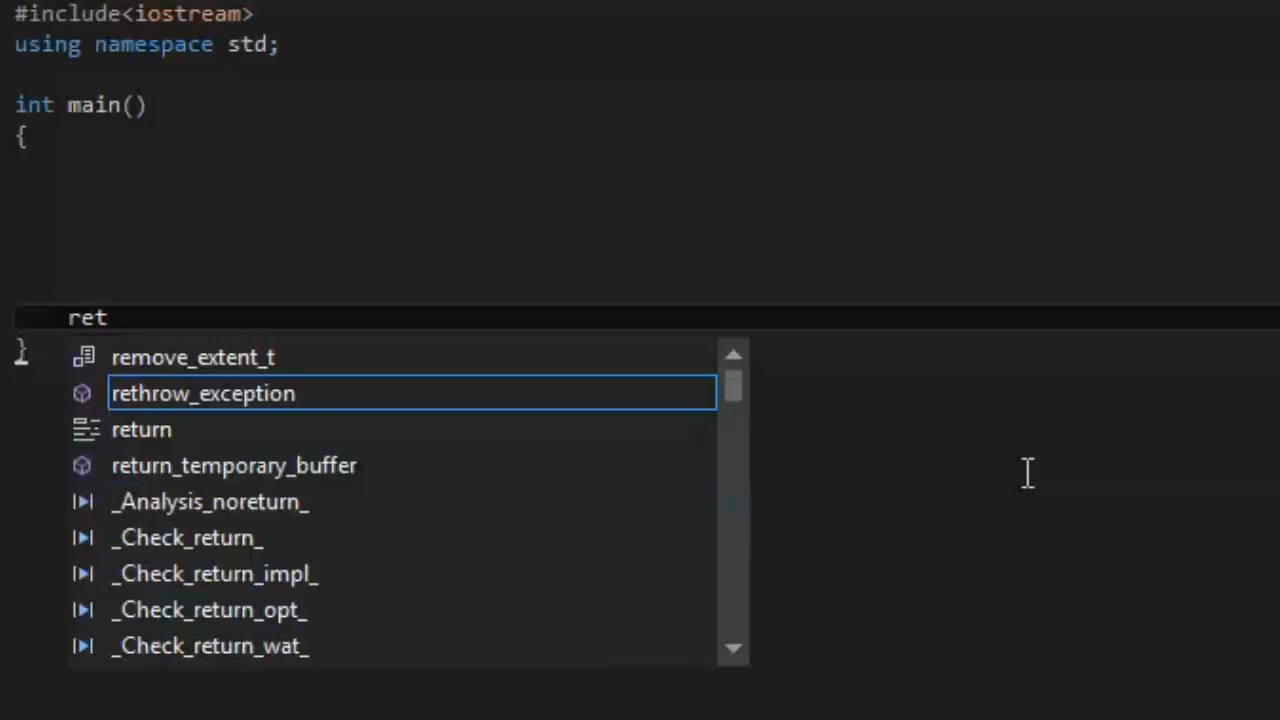 #include<iostream>
using namespace std;
int main()
{
ret
}
remove_extent_t
rethrow_exception
return
return_temporary_buffer
_Analysis_noreturn_
_Check_return_
_Check_return_impl_
_Check_return_opt_
_Check_return_wat_